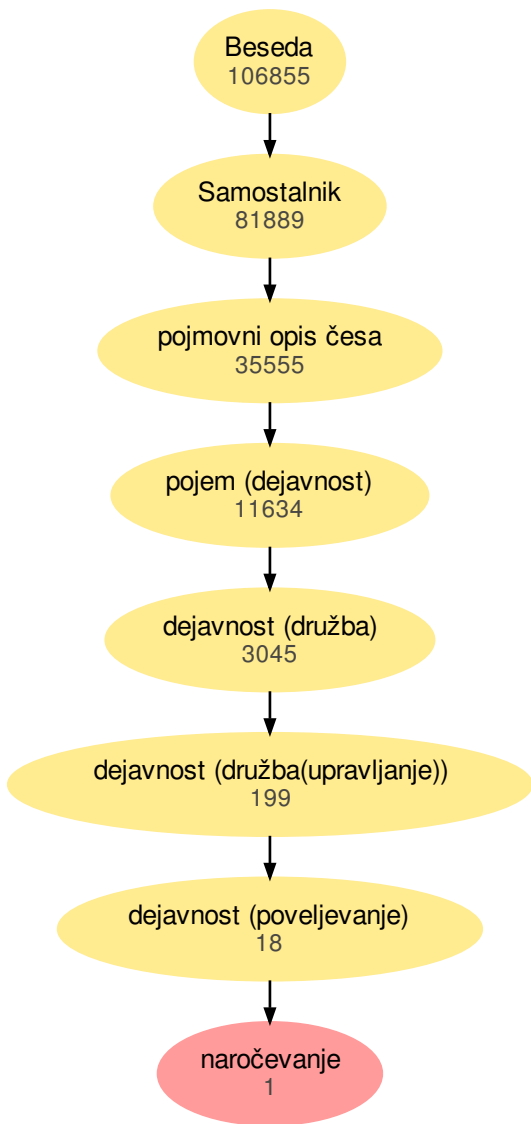 Beseda
106855
Samostalnik
81889
pojmovni opis česa
35555
pojem (dejavnost)
11634
dejavnost (družba)
3045
dejavnost (družba(upravljanje))
199
dejavnost (poveljevanje)
18
naročevanje
1